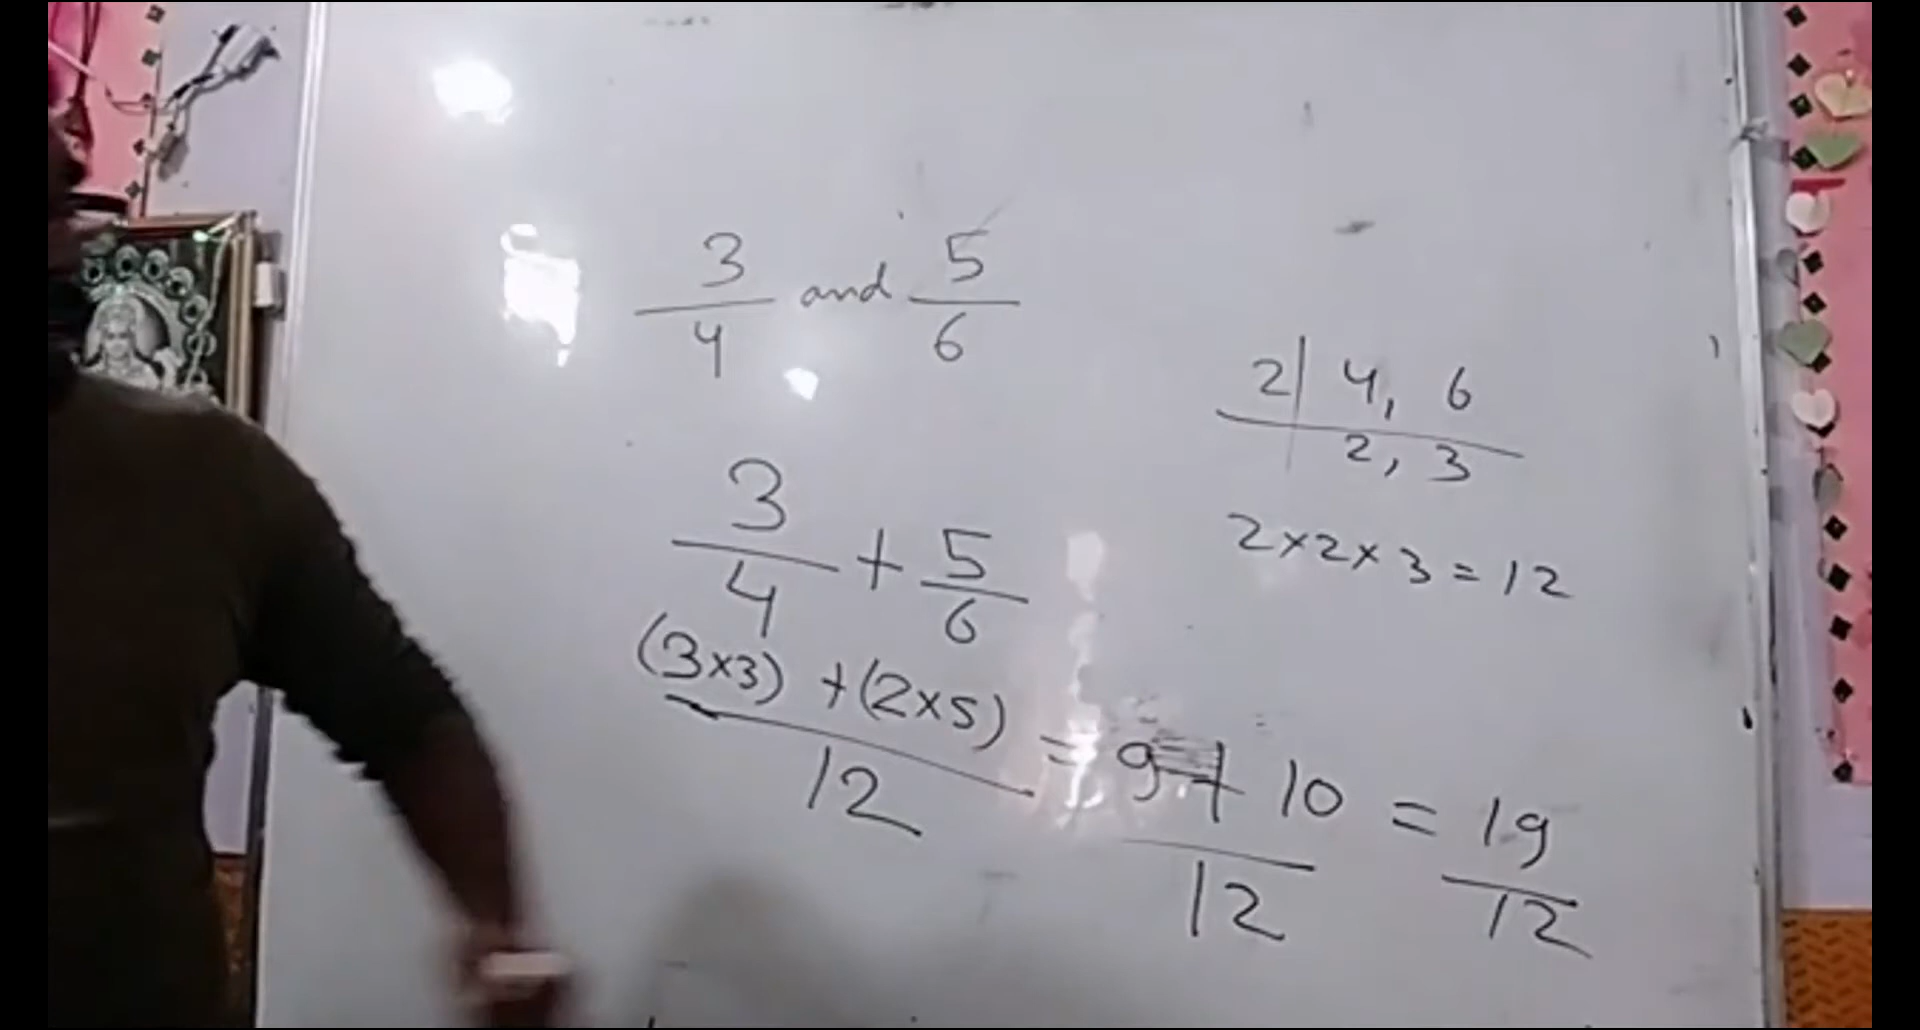 3/4 and 5/6
2| 4, 6
2, 3
2×2×3=12
3/4 + 5/6
(3×3) + (2×5)/12 = 9+10/12 = 19/12